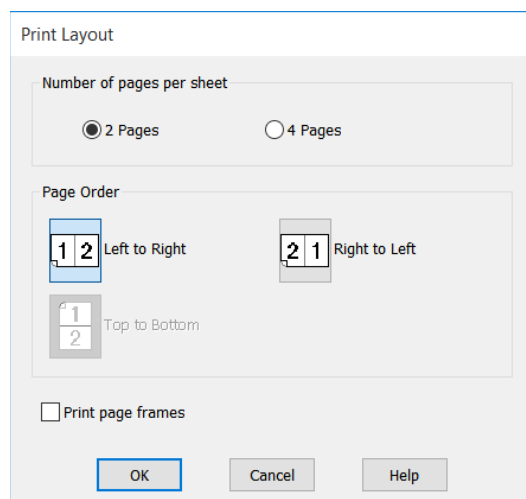 Print Layout
Number of pages per sheet
2 Pages 4 Pages
Page Order
1 2 Left to Right 2 1 Right to Left
1
2
Top to Bottom
Print page frames
OK Cancel Help